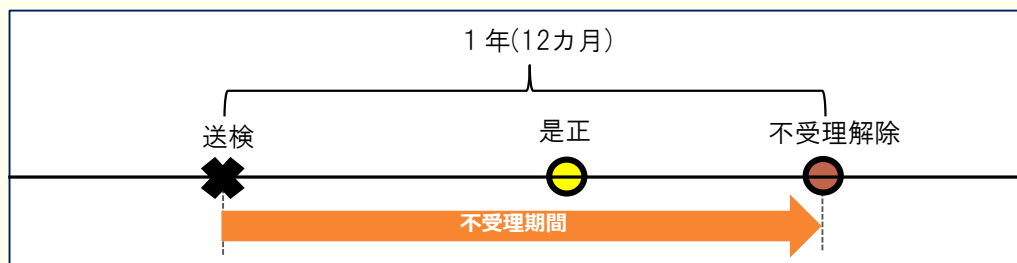 １年(12カ月)
送検
是正
不受理解除
不受理期間